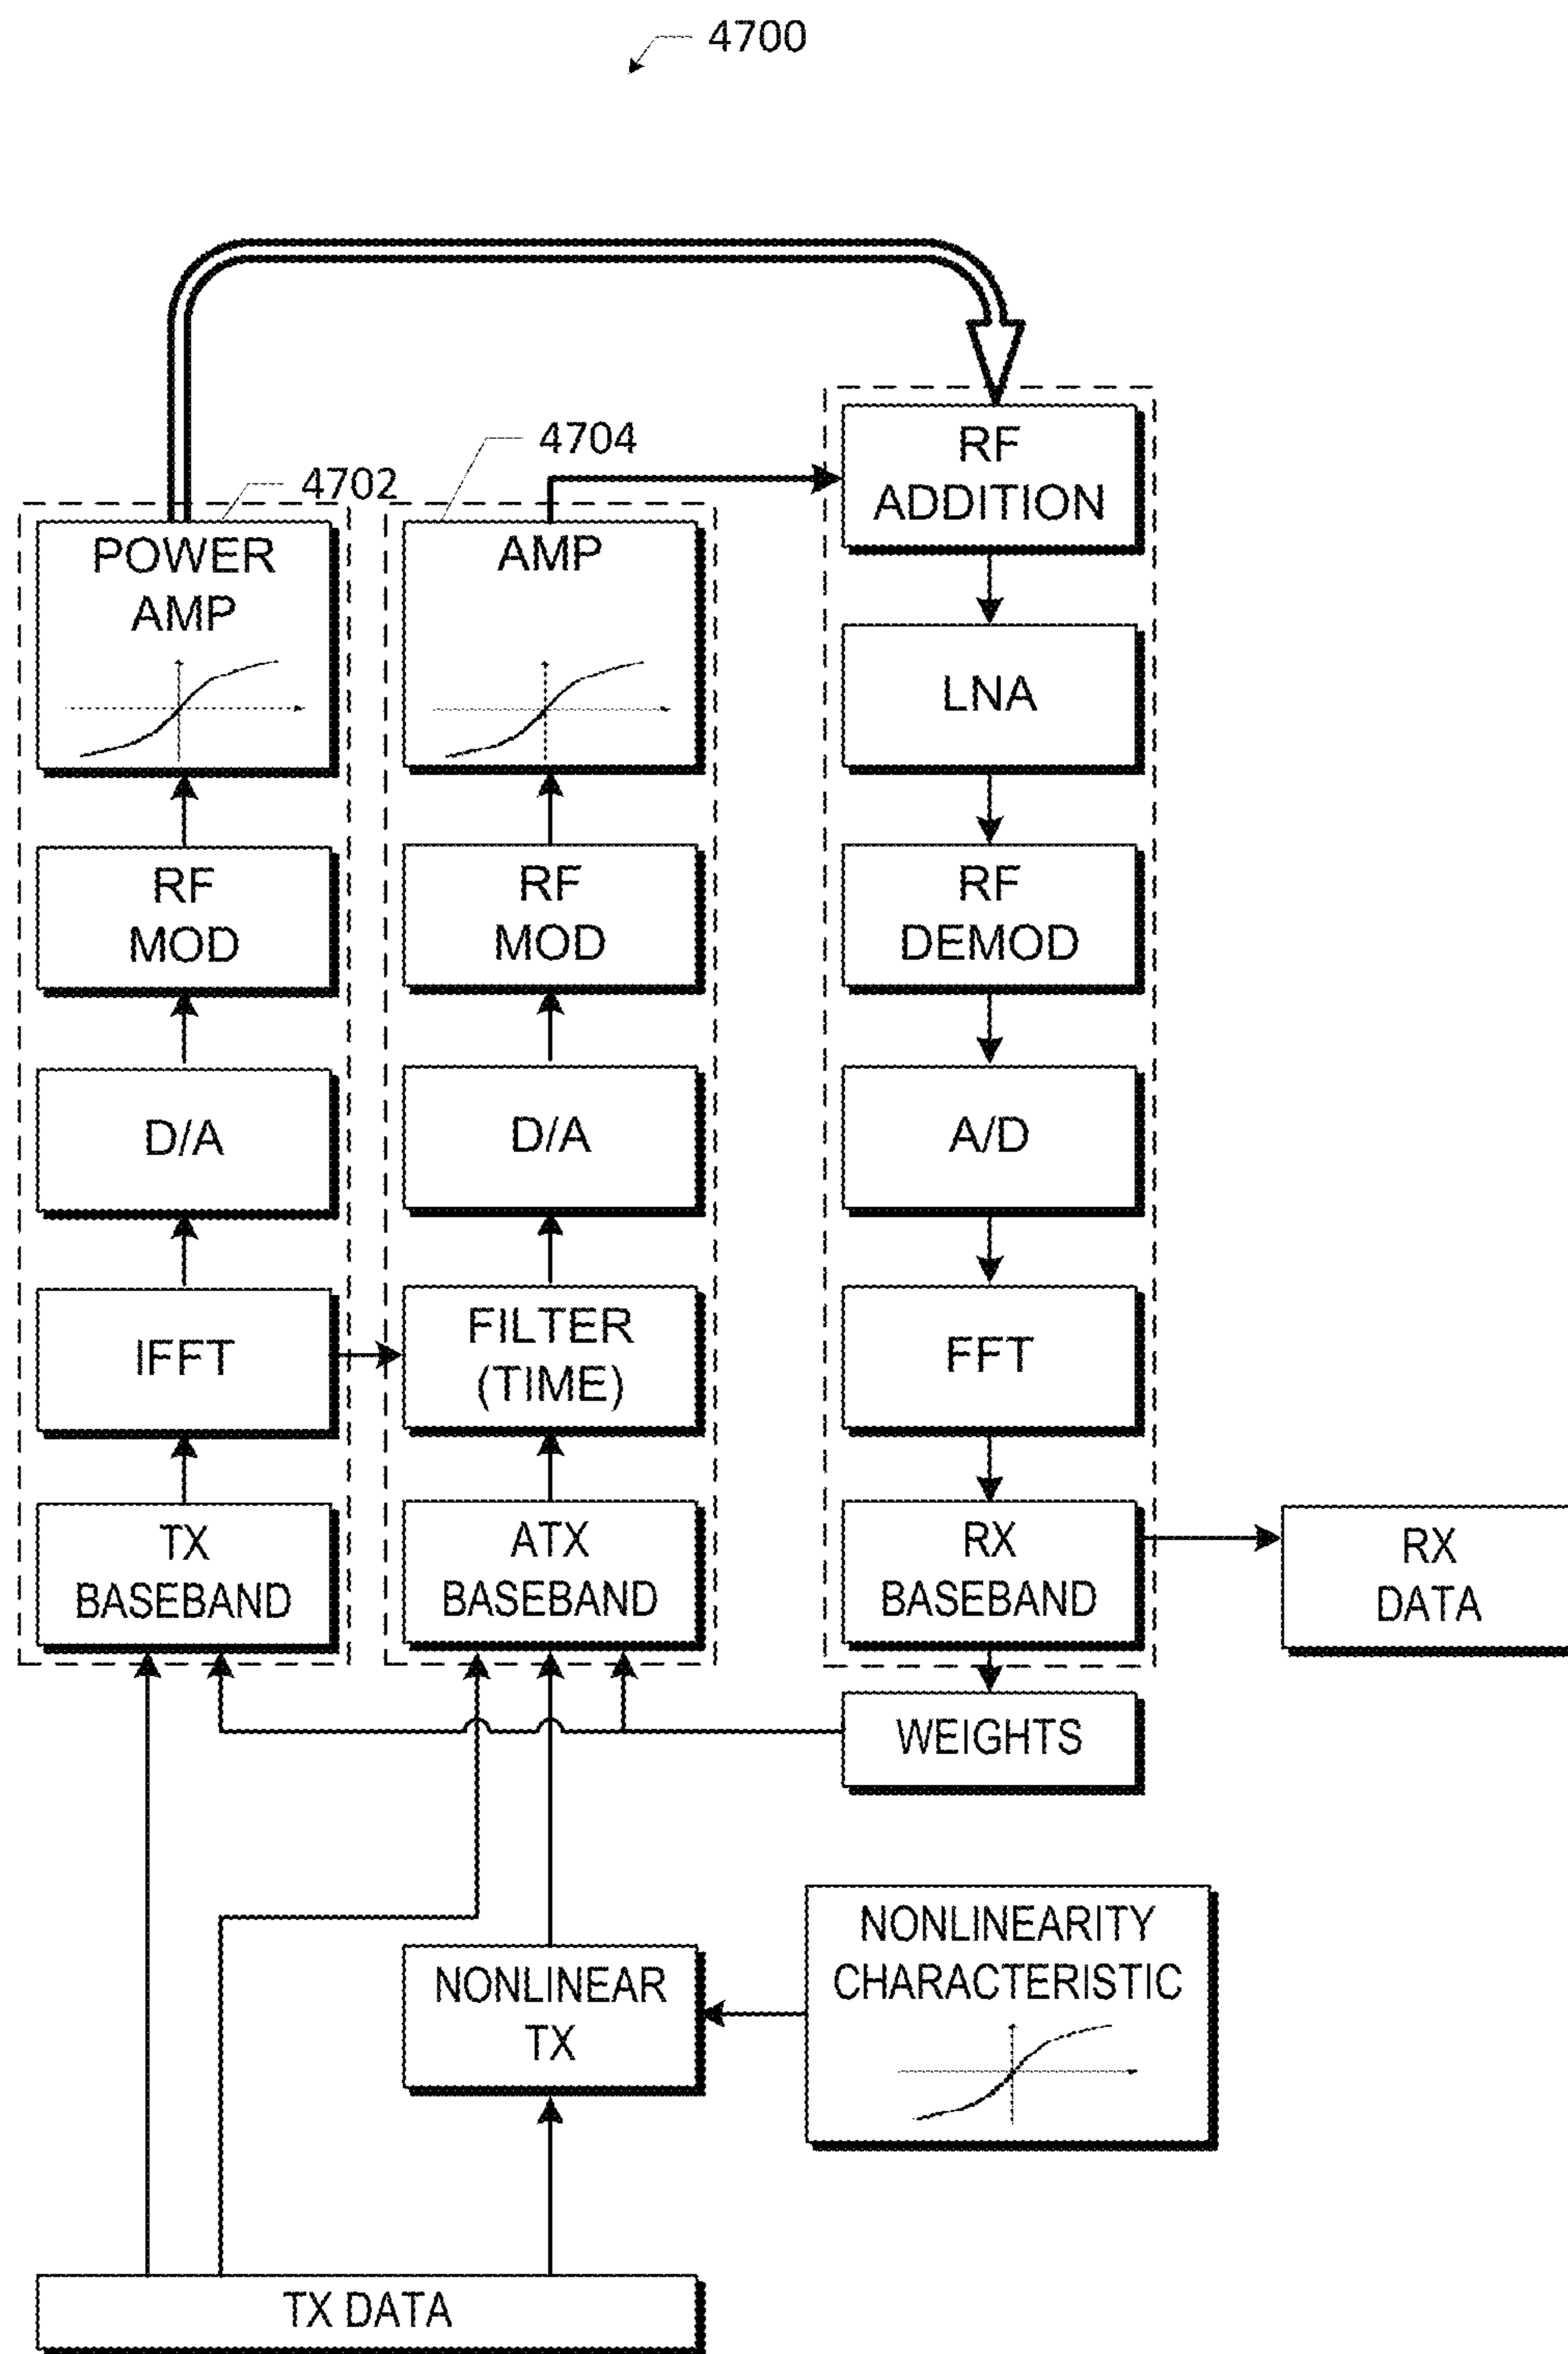 4700
4704
4702
POWER
AMP
AMP
RF
ADDITION
LNA
RF
MOD
RF
MOD
RF
DEMOD
D/A
D/A
A/D
IFFT
FILTER
(TIME)
FFT
TX
BASEBAND
ATX
BASEBAND
RX
BASEBAND
RX
DATA
WEIGHTS
NONLINEAR
TX
NONLINEARITY
CHARACTERISTIC
TX DATA